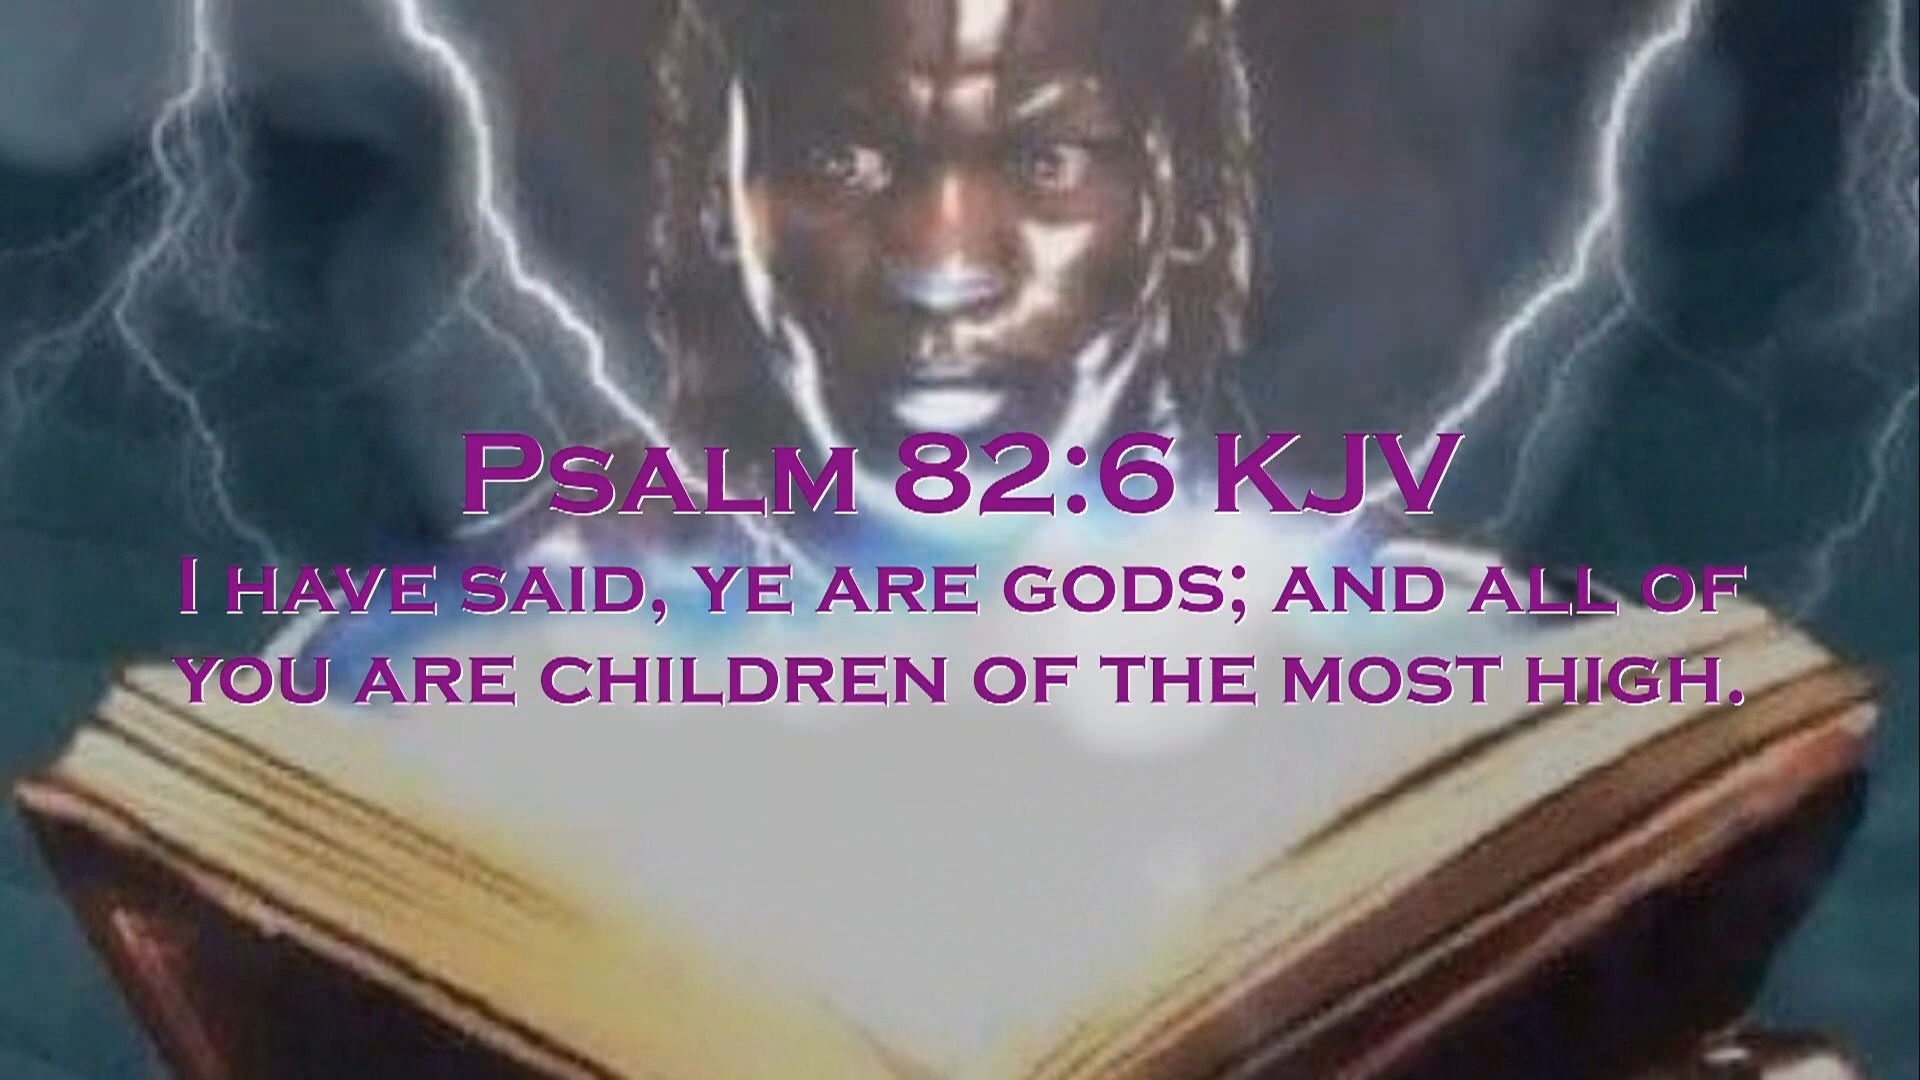 Psalm 82:6 KJV
I have said, ye are gods; and all of
you are children of the most high.